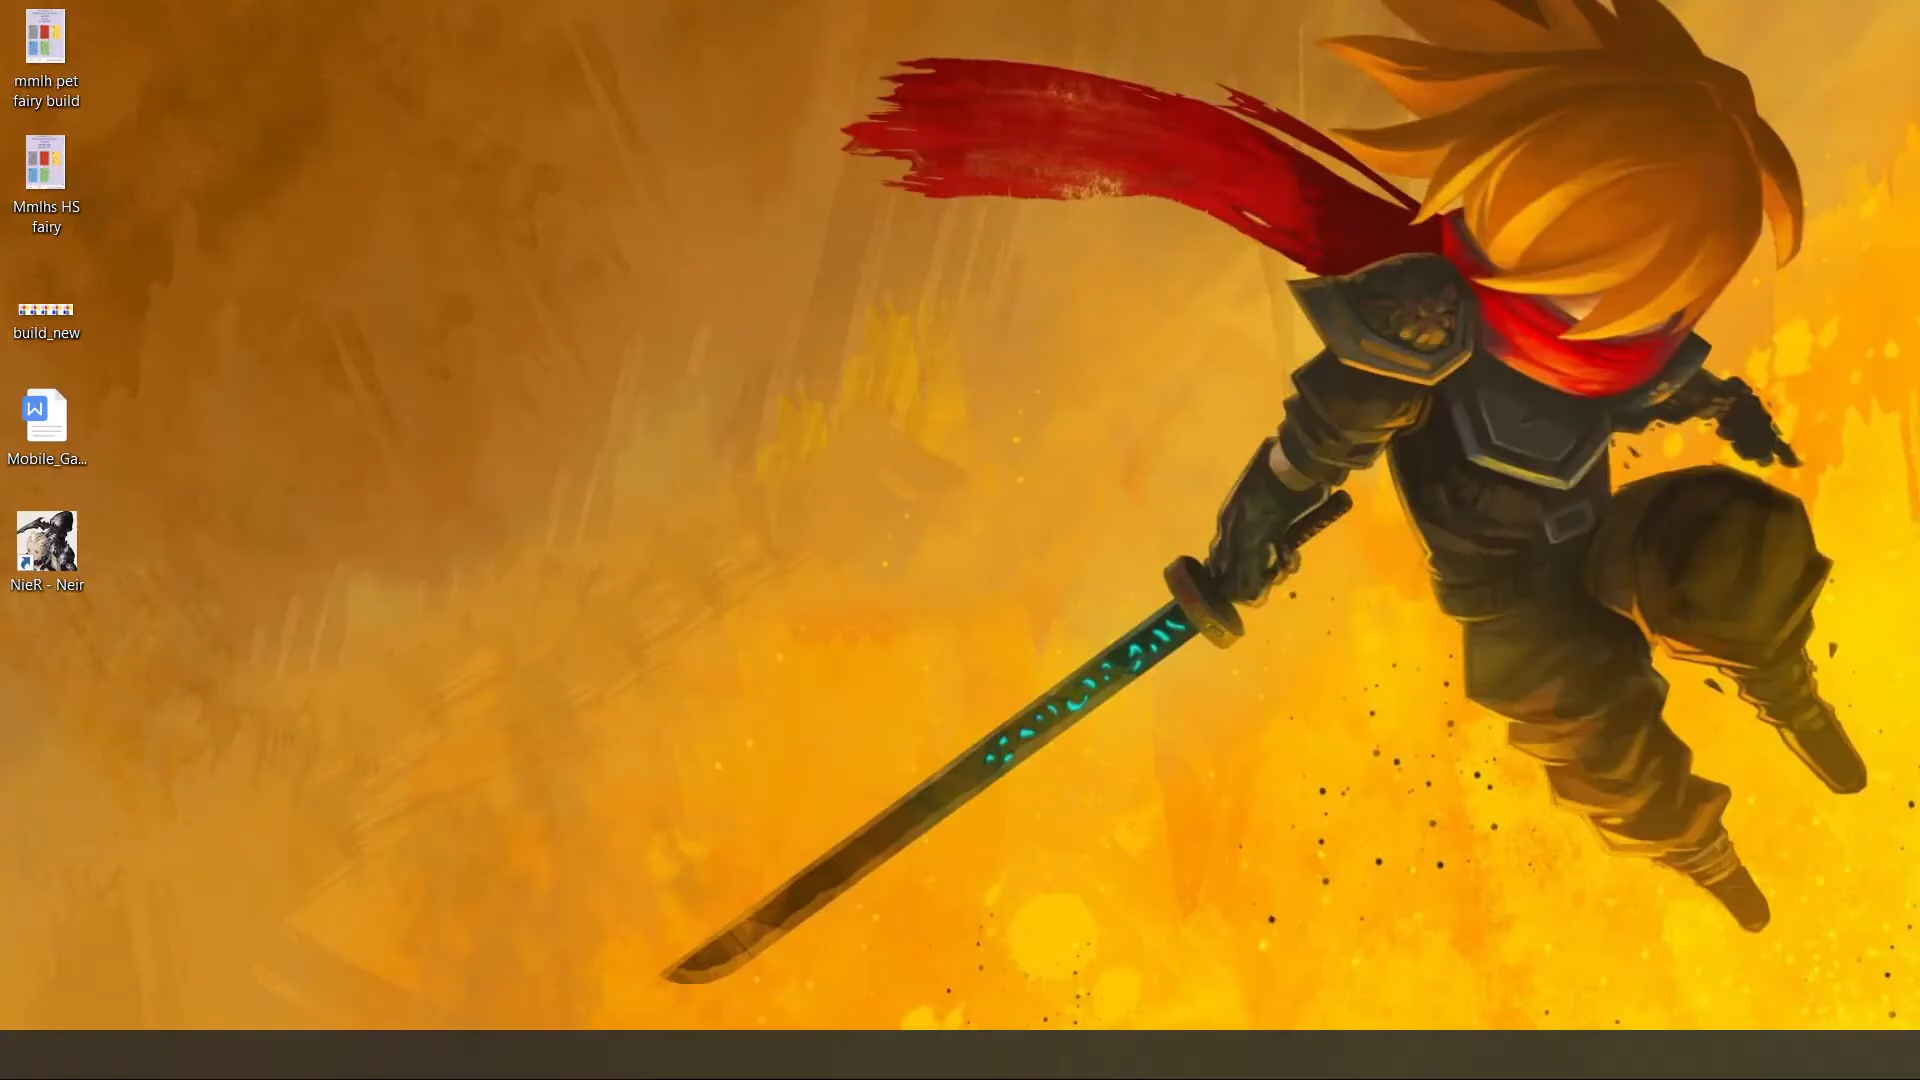 mmlh pet
fairy build
Mmlhs HS
fairy
build_new
Mobile_Ga...
NieR - Neir